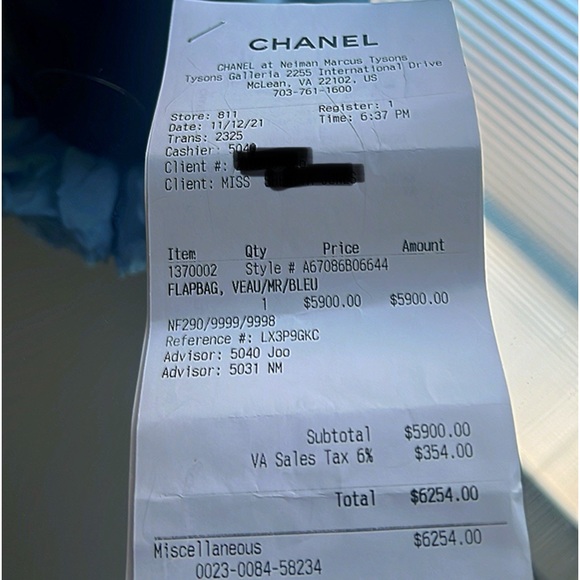 CHANEL
CHANEL at Neiman Marcus Tysons
Tysons Galleria 2255 International Drive
McLean, VA 22102, US
703-761-1600
Store: 811 Register: 1
Date: 11/12/21 Time: 6:37 PM
Trans: 2325
Cashier: 504
Client #:
Client: MISS
Item Qty Price Amount
1370002 Style # A67086B06644
FLAPBAG, VEAU/MR/BLEU
1 $5900.00 $5900.00
NF290/9999/9998
Reference #: LX3P9GKC
Advisor: 5040 Joo
Advisor: 5031 NM
Subtotal $5900.00
VA Sales Tax 6% $354.00
Total $6254.00
Miscellaneous $6254.00
0023-0084-58234